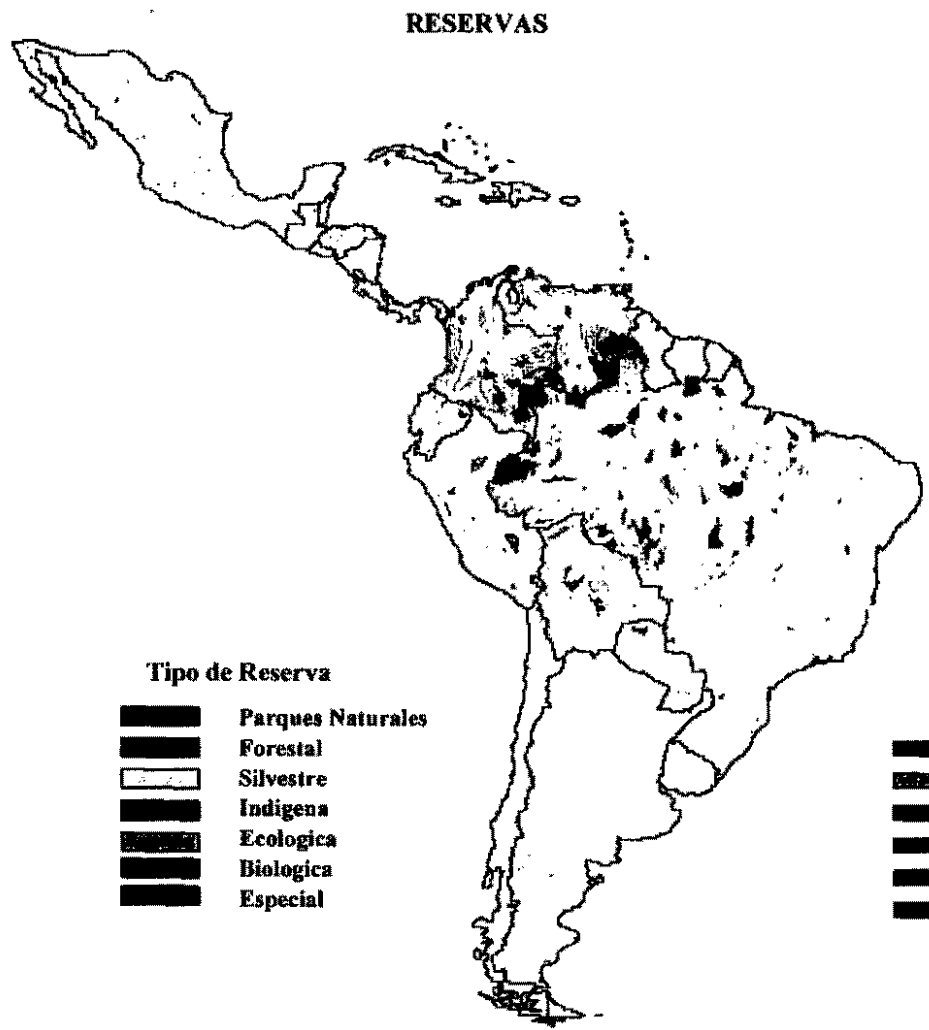 RESERVAS
Tipo de Reserva
Parques Naturales
Forestal
Silvestre
Indigena
Ecologica
Biologica
Especial